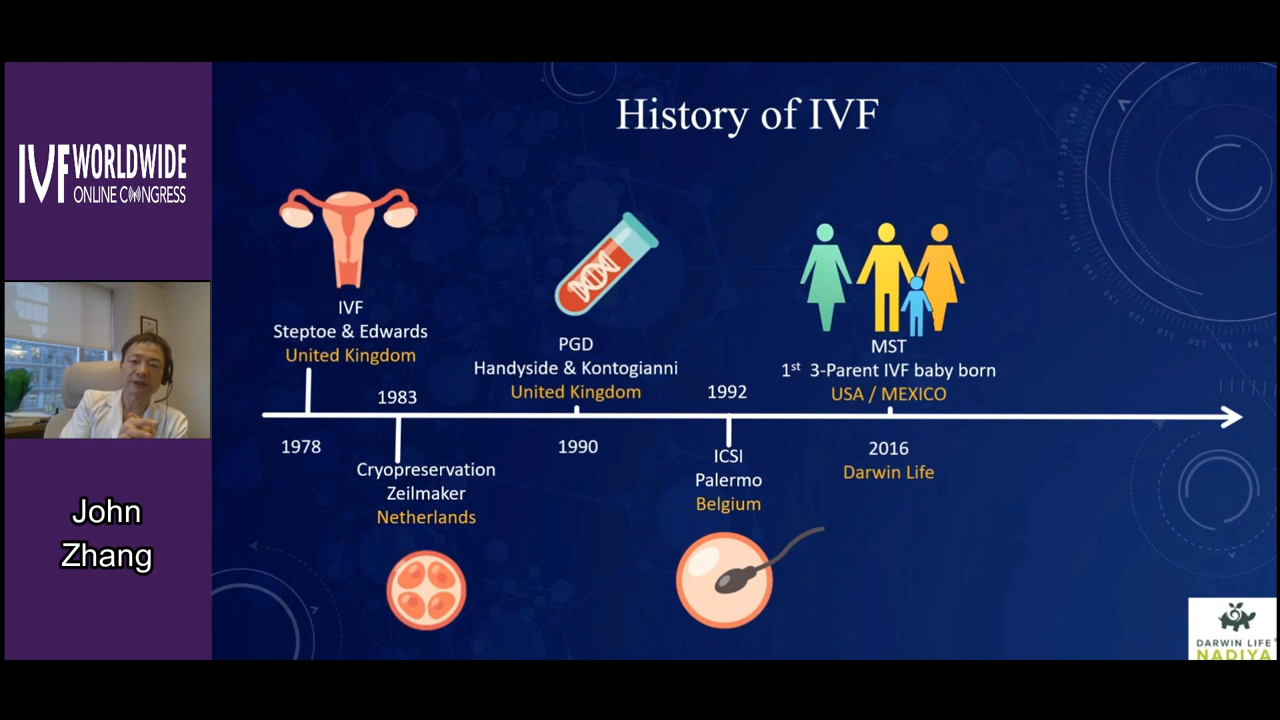 History of IVF
IVF WORLDWIDE
ONLINE CONGRESS
John
Zhang
IVF
Steptoe & Edwards
United Kingdom
1978
1983
Cryopreservation
Zeilmaker
Netherlands
PGD
Handyside & Kontogianni
United Kingdom
1990
1992
ICSI
Palermo
Belgium
MST
1st 3-Parent IVF baby born
USA / MEXICO
2016
Darwin Life
DARWIN LIFE
NADIYA